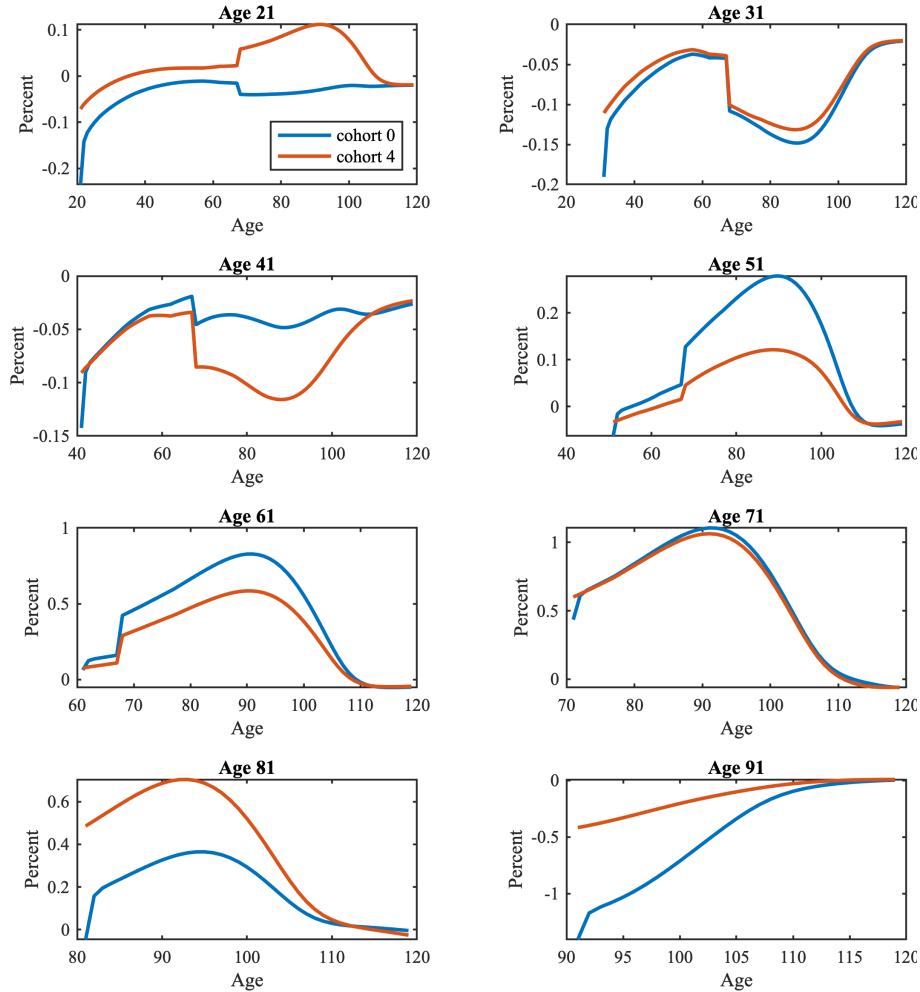 Age 21
Percent
0.1
0
-0.1
-0.2
20 40 60 80 100 120
Age
cohort 0
cohort 4
Age 31
Percent
0
-0.05
-0.1
-0.15
-0.2
20 40 60 80 100 120
Age
Age 41
Percent
0
-0.05
-0.1
-0.15
40 60 80 100 120
Age
Age 51
Percent
0.2
0.1
0
40 60 80 100 120
Age
Age 61
Percent
1
0.5
0
60 70 80 90 100 110 120
Age
Age 71
Percent
1
0.5
0
70 80 90 100 110 120
Age
Age 81
Percent
0.6
0.4
0.2
0
80 90 100 110 120
Age
Age 91
Percent
0
-0.5
-1
90 95 100 105 110 115 120
Age